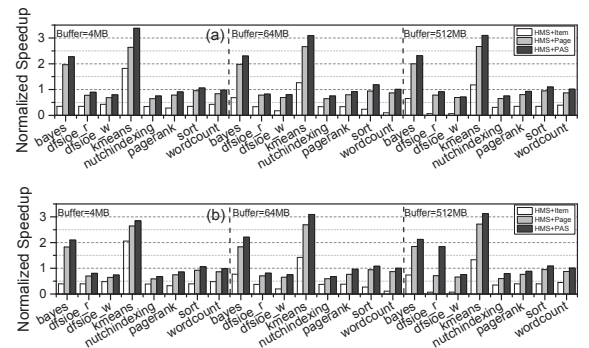 (a)
Normalized Speedup
3
2
1
0
Buffer=4MB
Buffer=64MB
Buffer=512MB
HMS+Item
HMS+Page
HMS+PAS
bayes
dfsioe_r
dfsioe_w
kmeans
nutchindexing
pagerank
sort
wordcount
bayes
dfsioe_r
dfsioe_w
kmeans
nutchindexing
pagerank
sort
wordcount
bayes
dfsioe_r
dfsioe_w
kmeans
nutchindexing
pagerank
sort
wordcount
(b)
Normalized Speedup
3
2
1
0
Buffer=4MB
Buffer=64MB
Buffer=512MB
HMS+Item
HMS+Page
HMS+PAS
bayes
dfsioe_r
dfsioe_w
kmeans
nutchindexing
pagerank
sort
wordcount
bayes
dfsioe_r
dfsioe_w
kmeans
nutchindexing
pagerank
sort
wordcount
bayes
dfsioe_r
dfsioe_w
kmeans
nutchindexing
pagerank
sort
wordcount